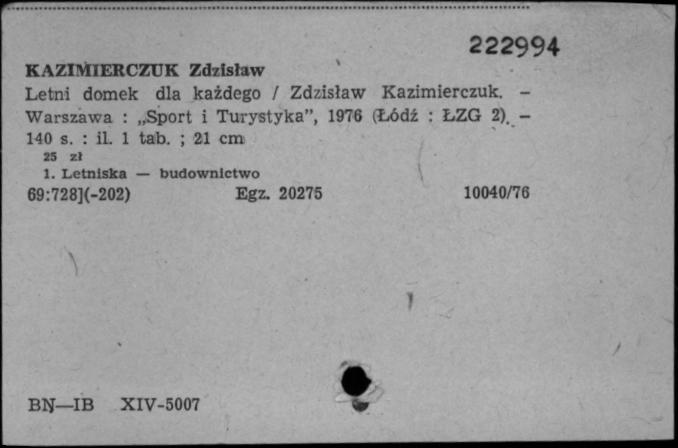 222994
KAZIMIERCZUK Zdzisław
Letni domek dla każdego / Zdzisław Kazimierczuk. —
Warszawa : „Sport i Turystyka”, 1976 (Łódź : ŁZG 2). —
140 s. : il. 1 tab. ; 21 cm
25 zł
1. Letniska — budownictwo
69:728](-202) Egz. 20275 10040/76
BN—IB XIV-5007